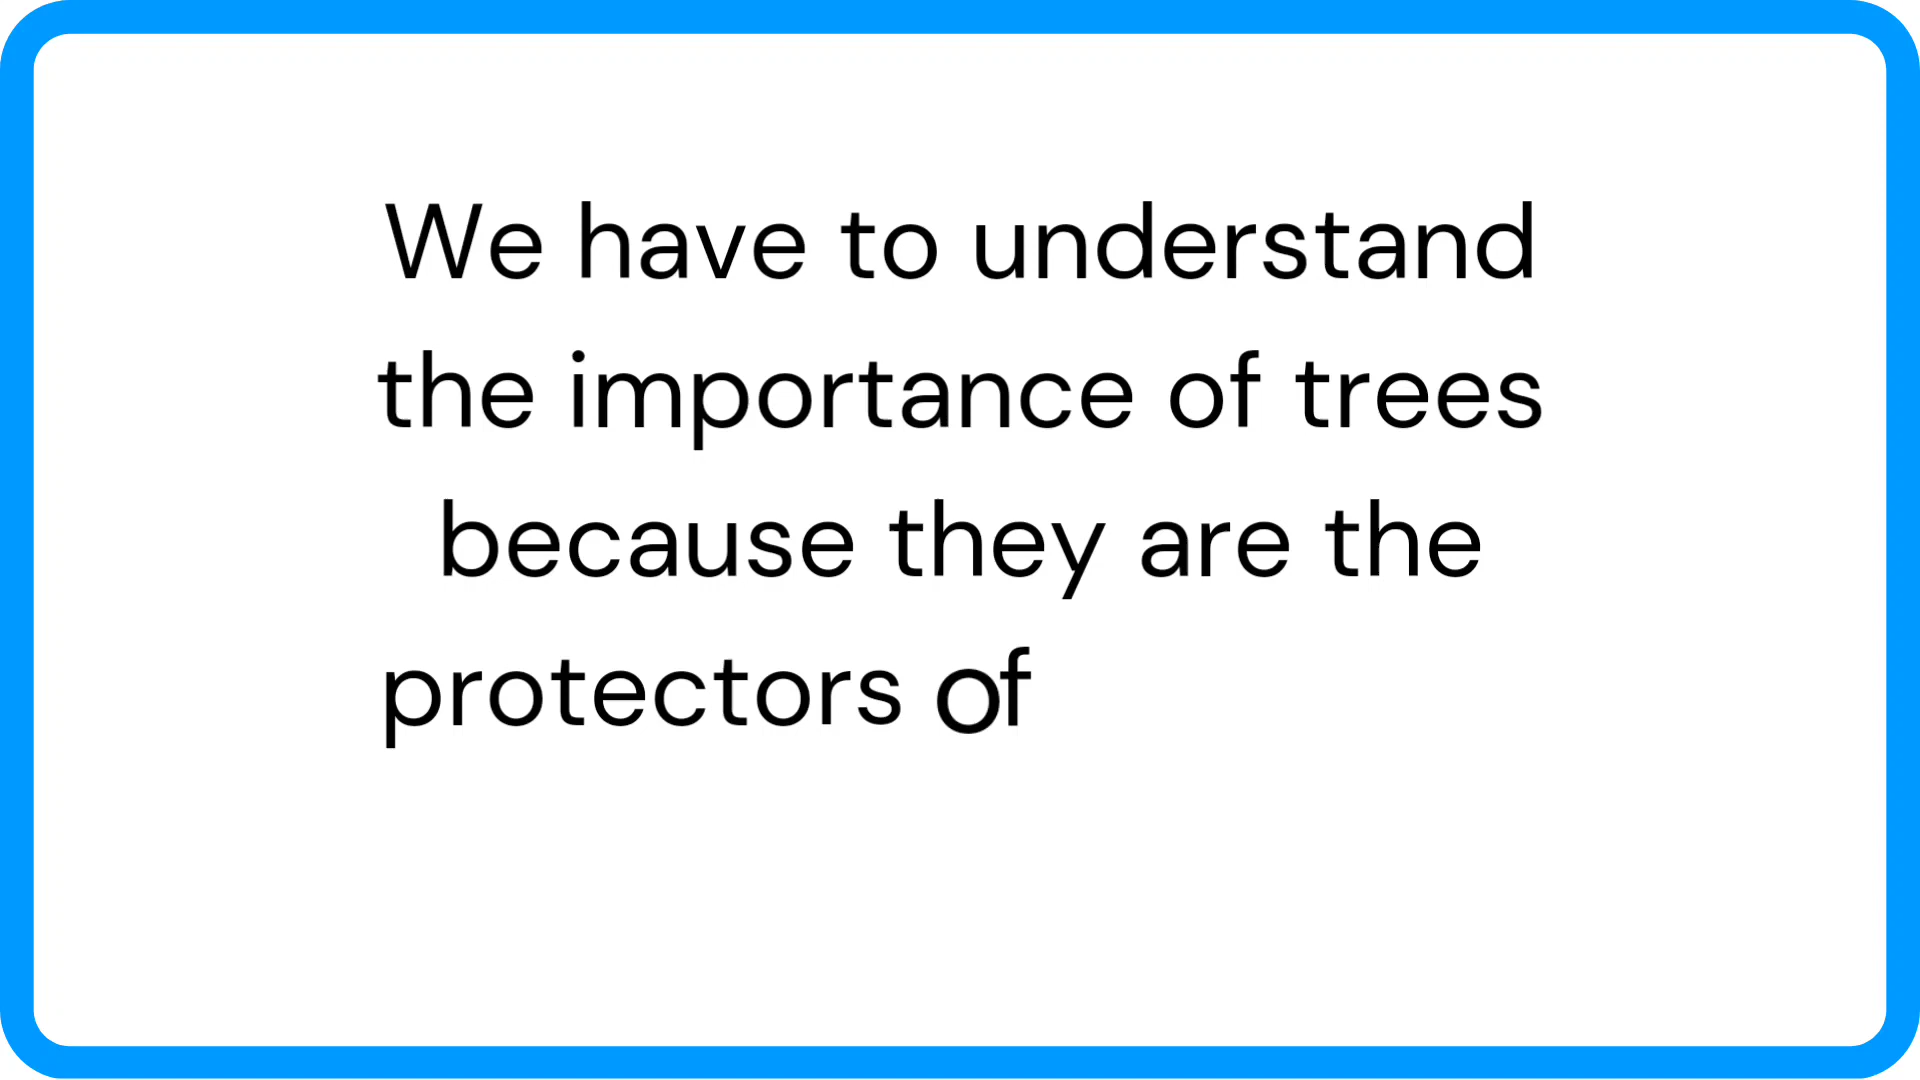 We have to understand
the importance of trees
because they are the
protectors of